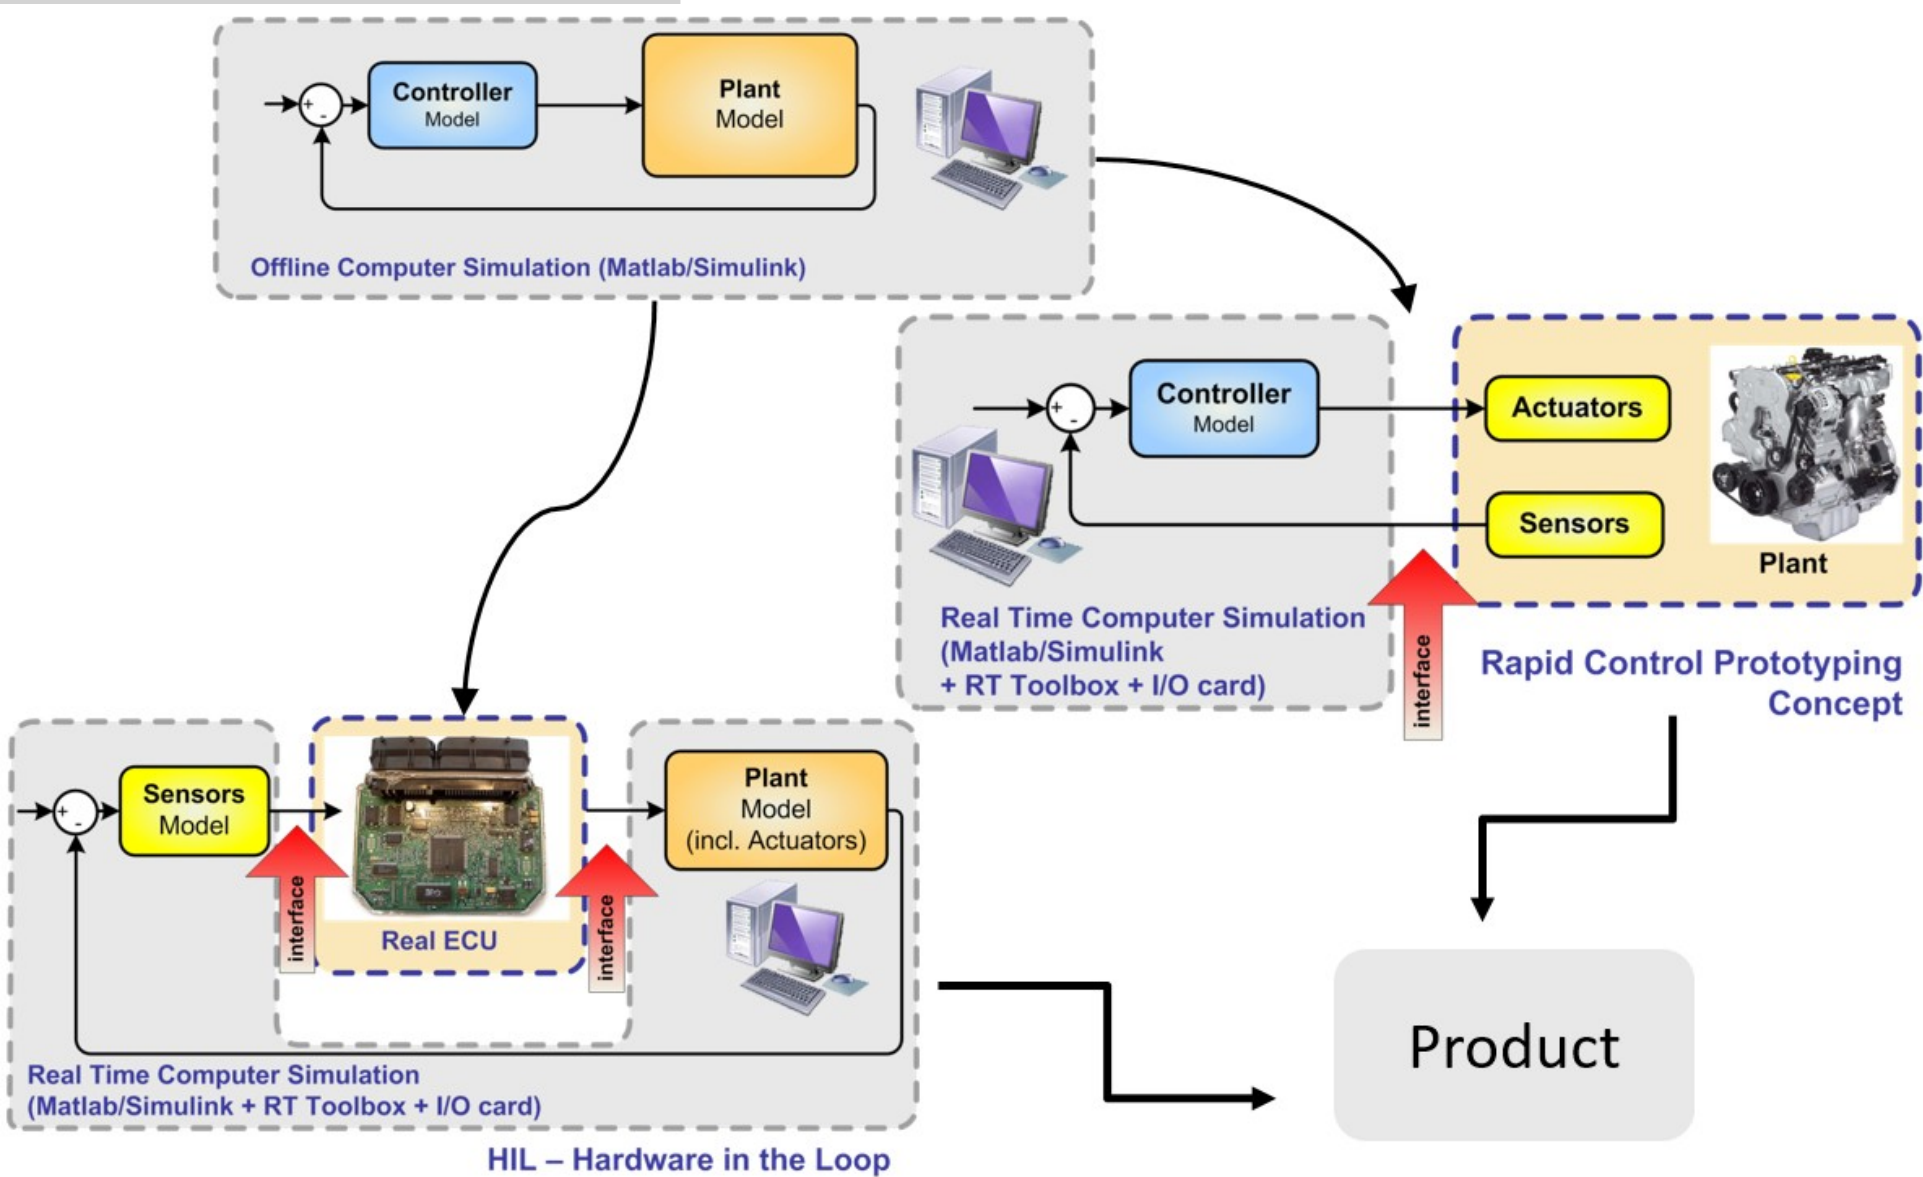 Controller
Model
Plant
Model
+
-
Offline Computer Simulation (Matlab/Simulink)
Controller
Model
+
-
Actuators
Sensors
Plant
Real Time Computer Simulation
(Matlab/Simulink
+ RT Toolbox + I/O card)
interface
Rapid Control Prototyping
Concept
Sensors
Model
+
-
interface
Real ECU
interface
Plant
Model
(incl. Actuators)
Real Time Computer Simulation
(Matlab/Simulink + RT Toolbox + I/O card)
HIL – Hardware in the Loop
Product